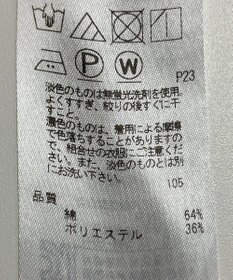 P W
P23
淡色のものは無蛍光洗剤を使用。
よくすすぎ、絞りの後すぐに干
すこと。
濃色のものは、着用による摩擦
で色落ちすることがありますの
で、組合せの衣服にご注意くだ
さい。また、淡色のものとは別
にお洗い下さい。
105
品質
綿 64%
ポリエステル 36%